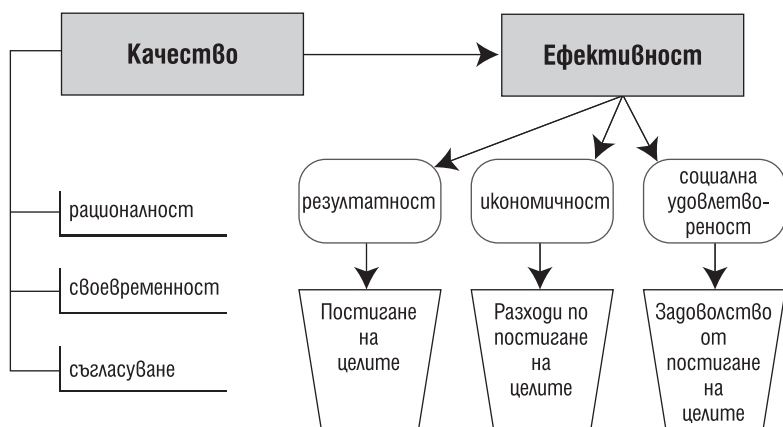 Качество
Ефективност
рационалност
своевременност
съгласуване
резултатност
икономичност
социална
удовлетво-
реност
Постигане
на
целите
Разходи по
постигане
на
целите
Задоволство
от
постигане
на
целите